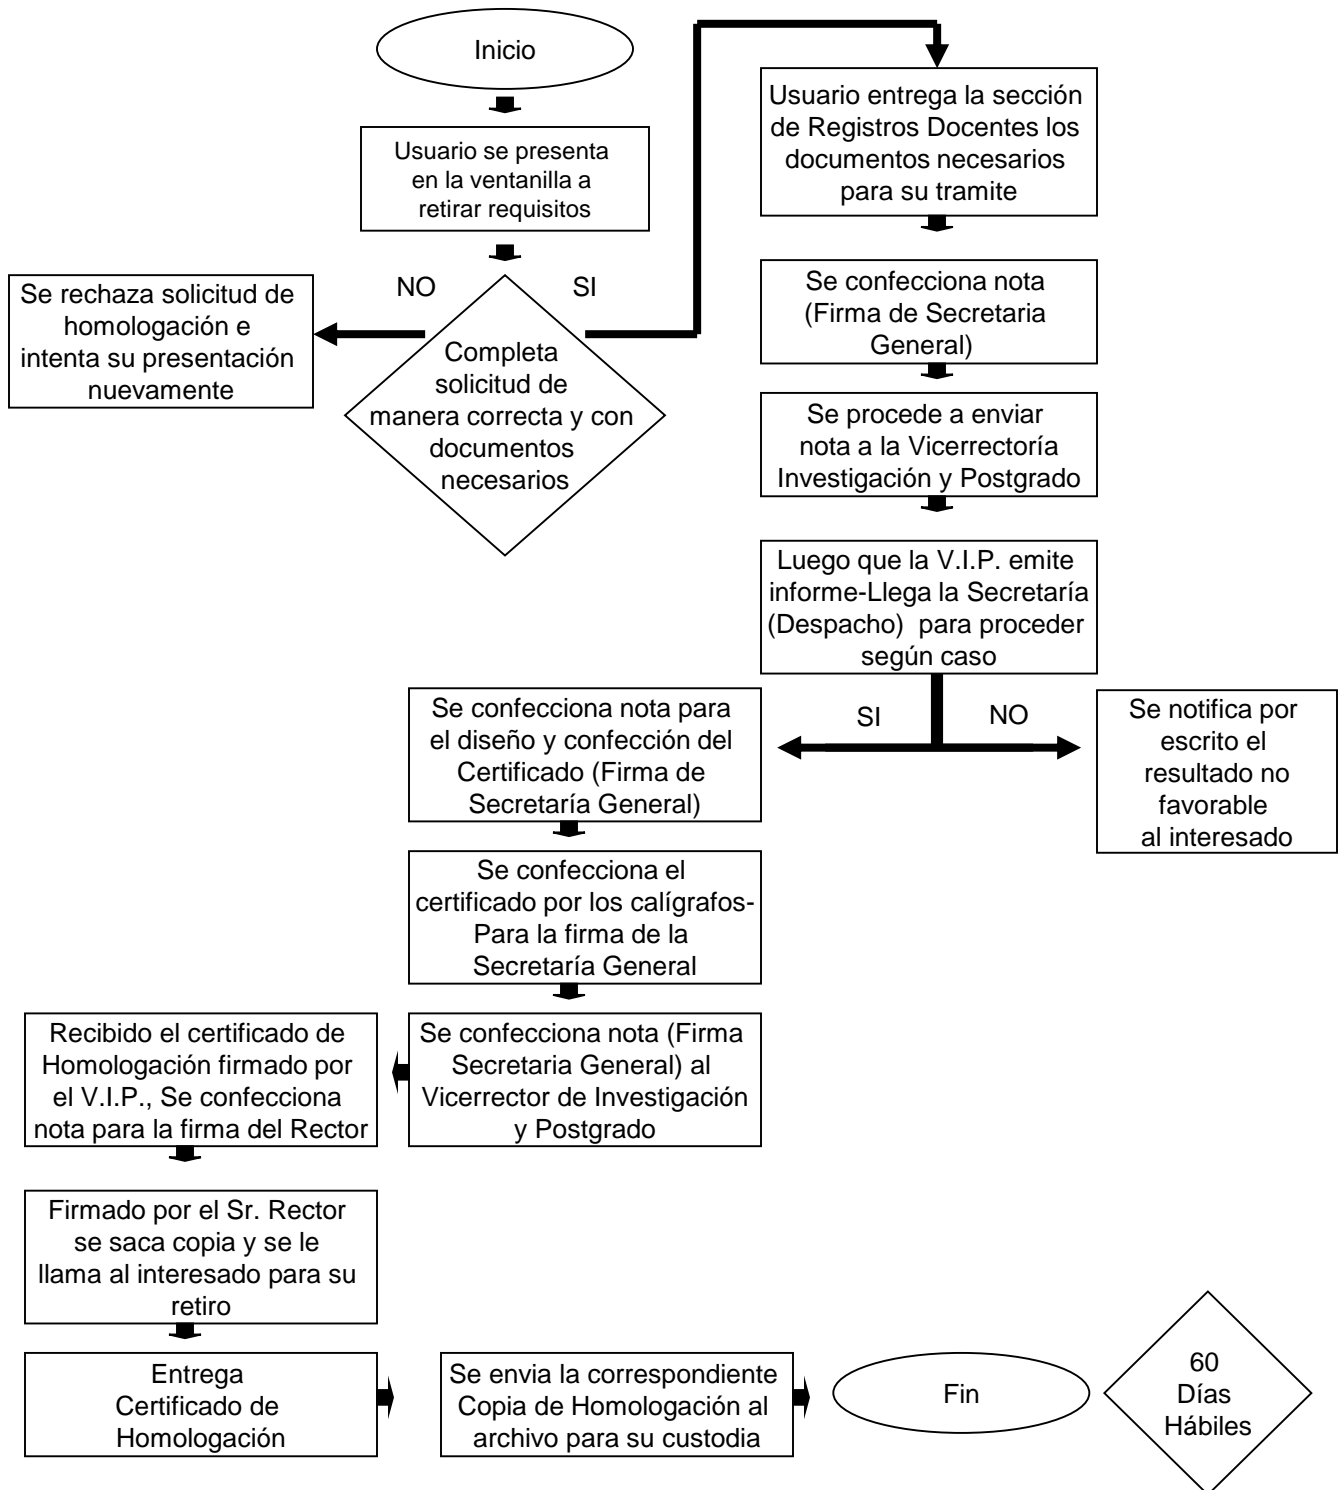 Inicio
Usuario se presenta
en la ventanilla a
retirar requisitos
NO
SI
Se rechaza solicitud de
homologación e
intenta su presentación
nuevamente
Completa
solicitud de
manera correcta y con
documentos
necesarios
Usuario entrega la sección
de Registros Docentes los
documentos necesarios
para su tramite
Se confecciona nota
(Firma de Secretaria
General)
Se procede a enviar
nota a la Vicerrectoría
Investigación y Postgrado
Luego que la V.I.P. emite
informe-Llega la Secretaría
(Despacho) para proceder
según caso
SI
NO
Se notifica por
escrito el
resultado no
favorable
al interesado
Se confecciona nota para
el diseño y confección del
Certificado (Firma de
Secretaría General)
Se confecciona el
certificado por los calígrafos-
Para la firma de la
Secretaría General
Se confecciona nota (Firma
Secretaria General) al
Vicerrector de Investigación
y Postgrado
Recibido el certificado de
Homologación firmado por
el V.I.P., Se confecciona
nota para la firma del Rector
Firmado por el Sr. Rector
se saca copia y se le
llama al interesado para su
retiro
Entrega
Certificado de
Homologación
Se envia la correspondiente
Copia de Homologación al
archivo para su custodia
Fin
60
Días
Hábiles